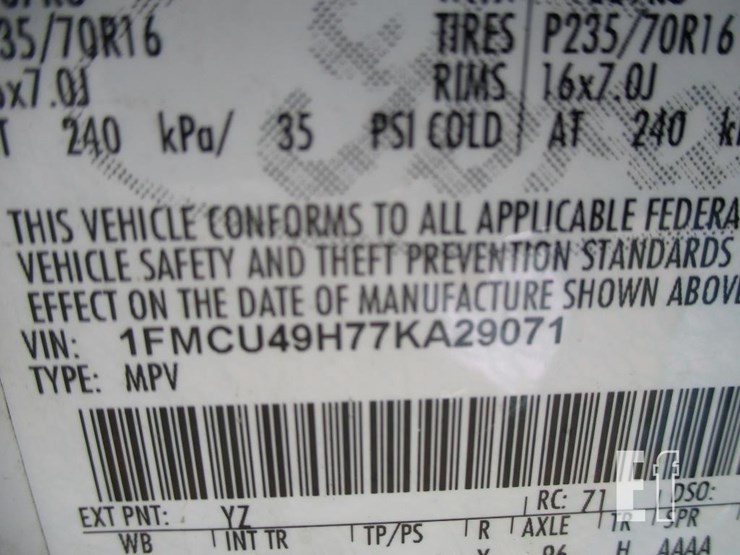 35/70R16 TIRES P235/70R16
x7.0J RIMS 16x7.0J
T 240 kPa/ 35 PSI COLD AT 240 k
THIS VEHICLE CONFORMS TO ALL APPLICABLE FEDERA
VEHICLE SAFETY AND THEFT PREVENTION STANDARDS
EFFECT ON THE DATE OF MANUFACTURE SHOWN ABOVE
VIN: 1FMCU49H77KA29071
TYPE: MPV
EXT PNT: YZ RC: 71 DSO:
WB INT TR TP/PS R AXLE TR SPR
AAAA